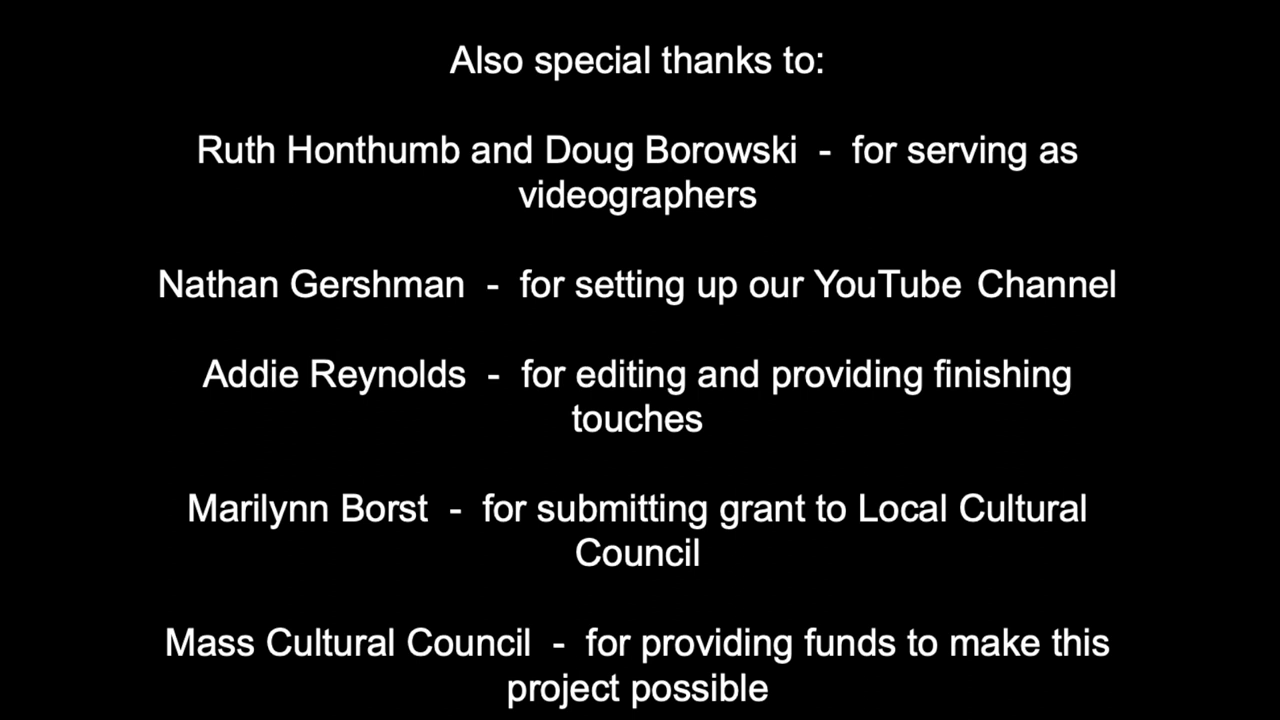 Also special thanks to:
Ruth Honthumb and Doug Borowski - for serving as
videographers
Nathan Gershman - for setting up our YouTube Channel
Addie Reynolds - for editing and providing finishing
touches
Marilynn Borst - for submitting grant to Local Cultural
Council
Mass Cultural Council - for providing funds to make this
project possible